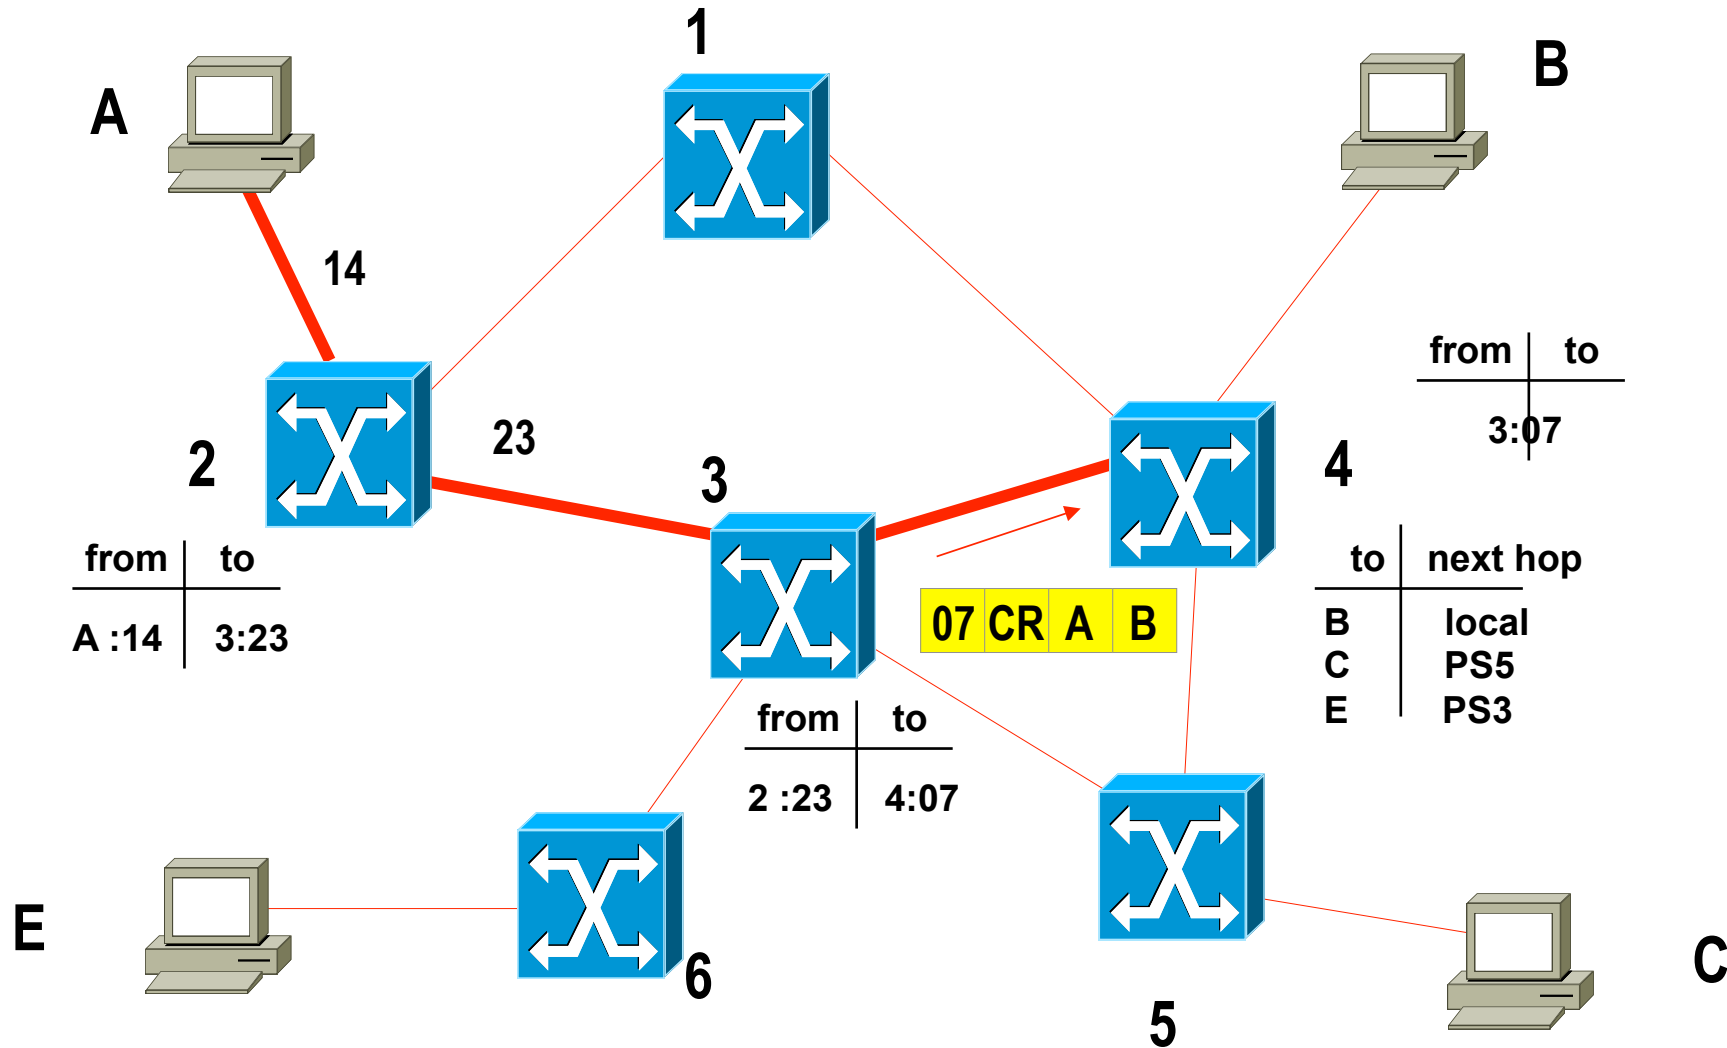 1
A
B
14
from to
3:07
2
23
3
4
from to
A :14 3:23
to next hop
B local
C PS5
E PS3
07 CR A B
from to
2 :23 4:07
E
6
5
C